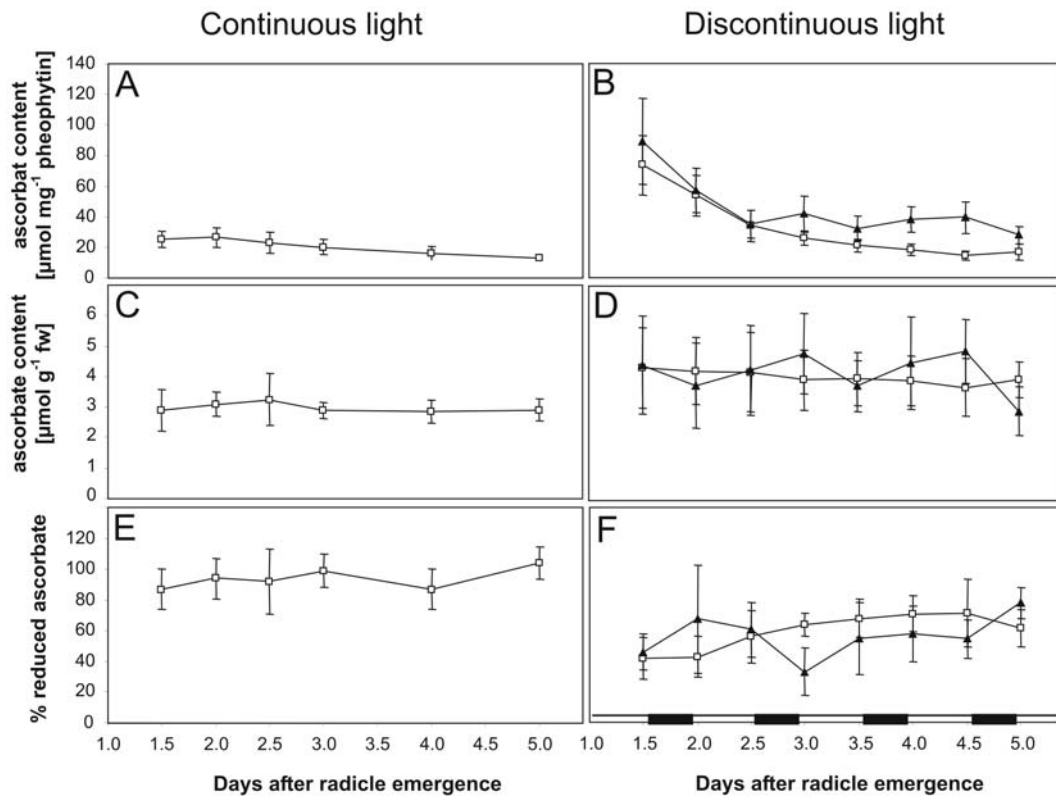 Continuous light
Discontinuous light
ascorbat content
[µmol mg⁻¹ pheophytin]
140
120
100
80
60
40
20
0
A
B
ascorbate content
[µmol g⁻¹ fw]
6
5
4
3
2
1
0
C
D
% reduced ascorbate
120
100
80
60
40
20
0
E
F
1.0 1.5 2.0 2.5 3.0 3.5 4.0 4.5 5.0
1.0 1.5 2.0 2.5 3.0 3.5 4.0 4.5 5.0
Days after radicle emergence
Days after radicle emergence